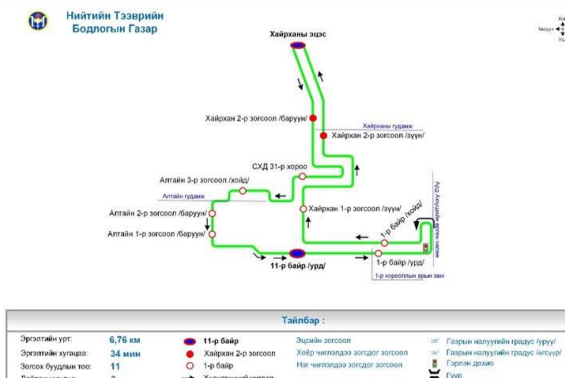 Нийтийн Тээврийн
Бодлогын Газар
Хайрханы эцэс
Хайрхан 2-р зогсоол /баруун/
Хайрханы гудамж
Хайрхан 2-р зогсоол /зүүн/
СХД 31-р хороо
Алтайн 3-р зогсоол /хойд/
Алтайн гудамж
Алтайн 2-р зогсоол /баруун/
Хайрхан 1-р зогсоол /зүүн/
1-р байр /хойд/
Алтайн 1-р зогсоол /баруун/
11-р байр /урд/
1-р байр /урд/
1-р хорооллын арын зам
Тайлбар :
Эргэлтийн урт: 6,76 км
11-р байр Эцсийн зогсоол
Эргэлтийн хугацаа: 34 мин
Хайрхан 2-р зогсоол Хоёр чиглэлдээ зогсдог зогсоол
Зогсох буудлын тоо: 11
1-р байр Нэг чиглэлдээ зогсдог зогсоол
Газрын налуугийн градус /уруу/
Газрын налуугийн градус /өгсүүр/
Гэрлэн дохио
Гүүр